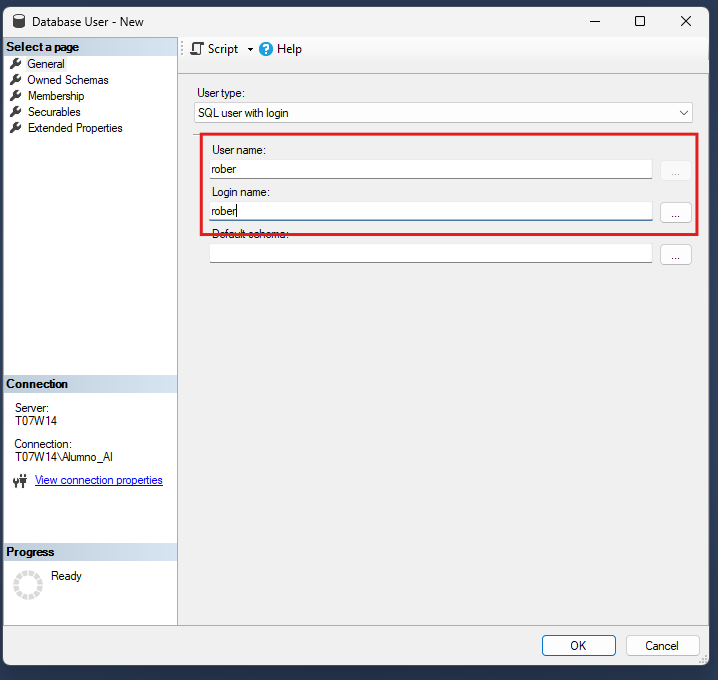 Database User - New
Select a page
General
Owned Schemas
Membership
Securables
Extended Properties
Script
Help
User type:
SQL user with login
User name:
rober
...
Login name:
rober
...
Default schema:
...
Connection
Server:
T07W14
Connection:
T07W14\Alumno_AI
View connection properties
Progress
Ready
OK
Cancel